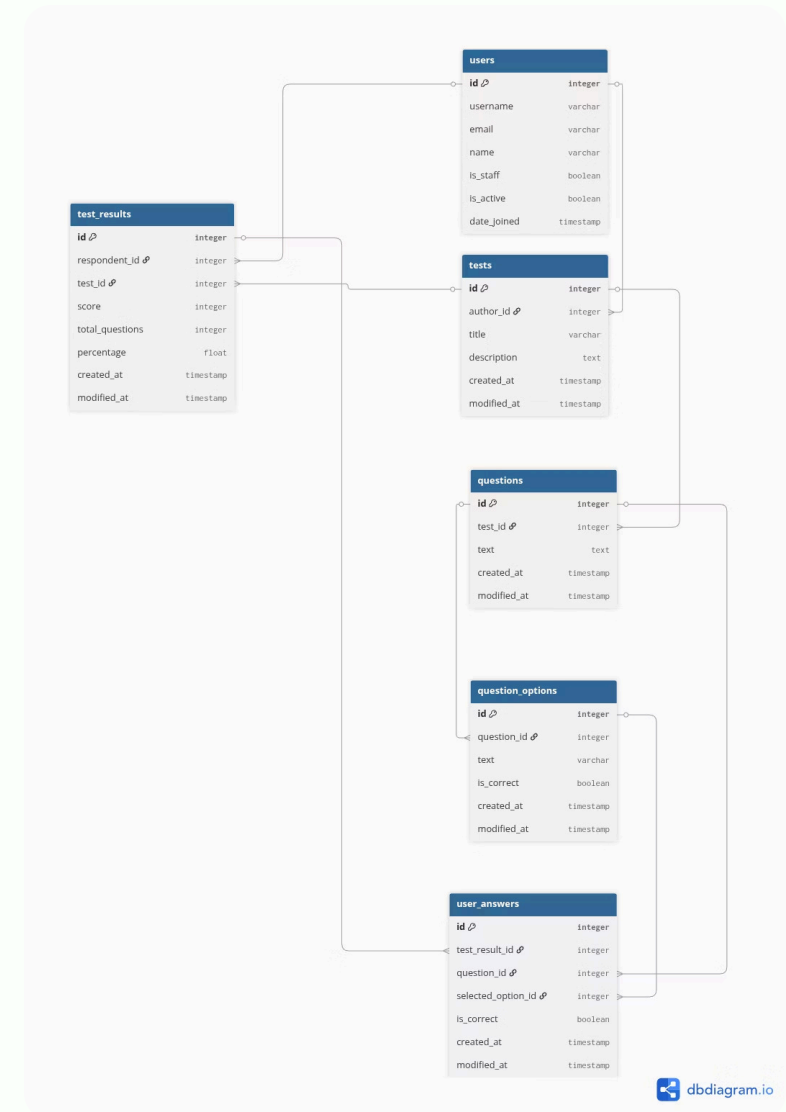 users
id integer
username varchar
email varchar
name varchar
is_staff boolean
is_active boolean
date_joined timestamp
test_results
id integer
respondent_id integer
test_id integer
score integer
total_questions integer
percentage float
created_at timestamp
modified_at timestamp
tests
id integer
author_id integer
title varchar
description text
created_at timestamp
modified_at timestamp
questions
id integer
test_id integer
text text
created_at timestamp
modified_at timestamp
question_options
id integer
question_id integer
text varchar
is_correct boolean
created_at timestamp
modified_at timestamp
user_answers
id integer
test_result_id integer
question_id integer
selected_option_id integer
is_correct boolean
created_at timestamp
modified_at timestamp
dbdiagram.io